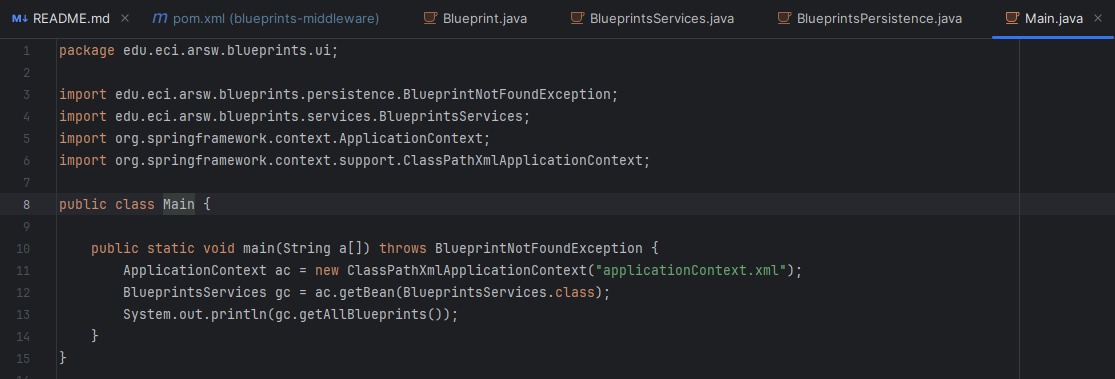 README.md pom.xml (blueprints-middleware) Blueprint.java BlueprintsServices.java BlueprintsPersistence.java Main.java
1 package edu.eci.arsw.blueprints.ui;
2
3 import edu.eci.arsw.blueprints.persistence.BlueprintNotFoundException;
4 import edu.eci.arsw.blueprints.services.BlueprintsServices;
5 import org.springframework.context.ApplicationContext;
6 import org.springframework.context.support.ClassPathXmlApplicationContext;
7
8 public class Main {
9
10     public static void main(String a[]) throws BlueprintNotFoundException {
11         ApplicationContext ac = new ClassPathXmlApplicationContext("applicationContext.xml");
12         BlueprintsServices gc = ac.getBean(BlueprintsServices.class);
13         System.out.println(gc.getAllBlueprints());
14     }
15 }